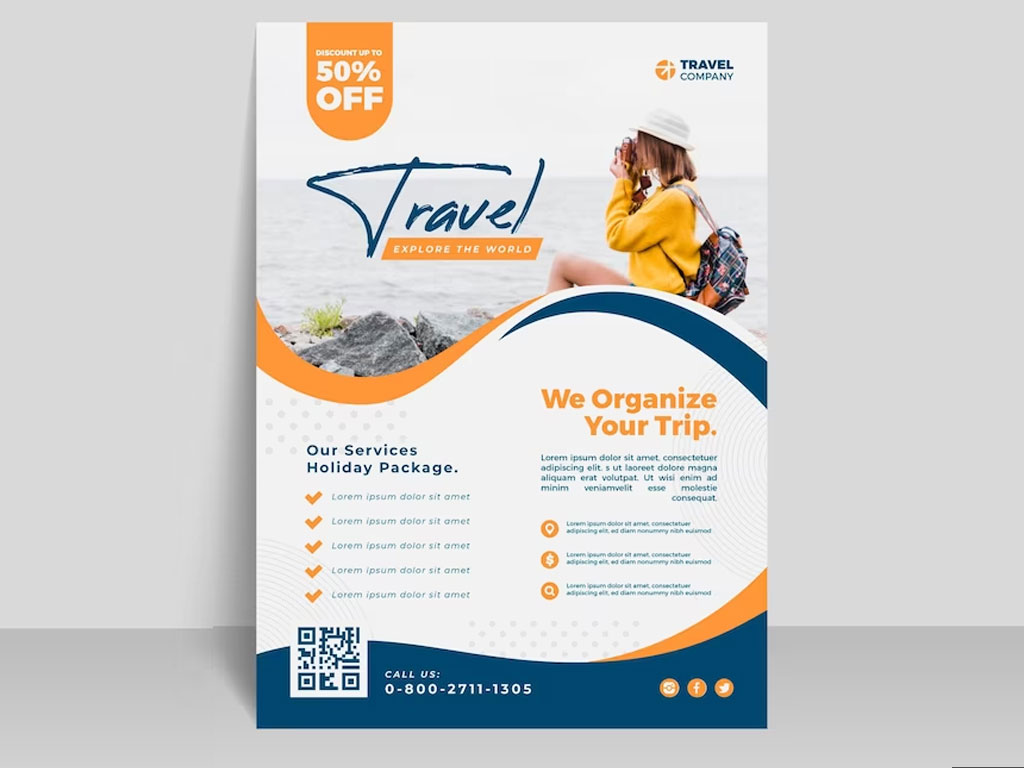 DISCOUNT UP TO
50%
OFF
TRAVEL
COMPANY
Travel
EXPLORE THE WORLD
We Organize
Your Trip.
Lorem ipsum dolor sit amet, consectetuer
adipiscing elit, s ut laoreet dolore magna
aliquam erat volutpat. Ut wisi enim ad
minim veniamvelit esse molestie
consequat.
Our Services
Holiday Package.
Lorem ipsum dolor sit amet
Lorem ipsum dolor sit amet
Lorem ipsum dolor sit amet
Lorem ipsum dolor sit amet
Lorem ipsum dolor sit amet
Lorem ipsum dolor sit amet, consectetuer
adipiscing elit, ed diam nonummy nibh euismod
Lorem ipsum dolor sit amet, consectetuer
adipiscing elit, ed diam nonummy nibh euismod
Lorem ipsum dolor sit amet, consectetuer
adipiscing elit, ed diam nonummy nibh euismod
CALL US:
0-800-2711-1305